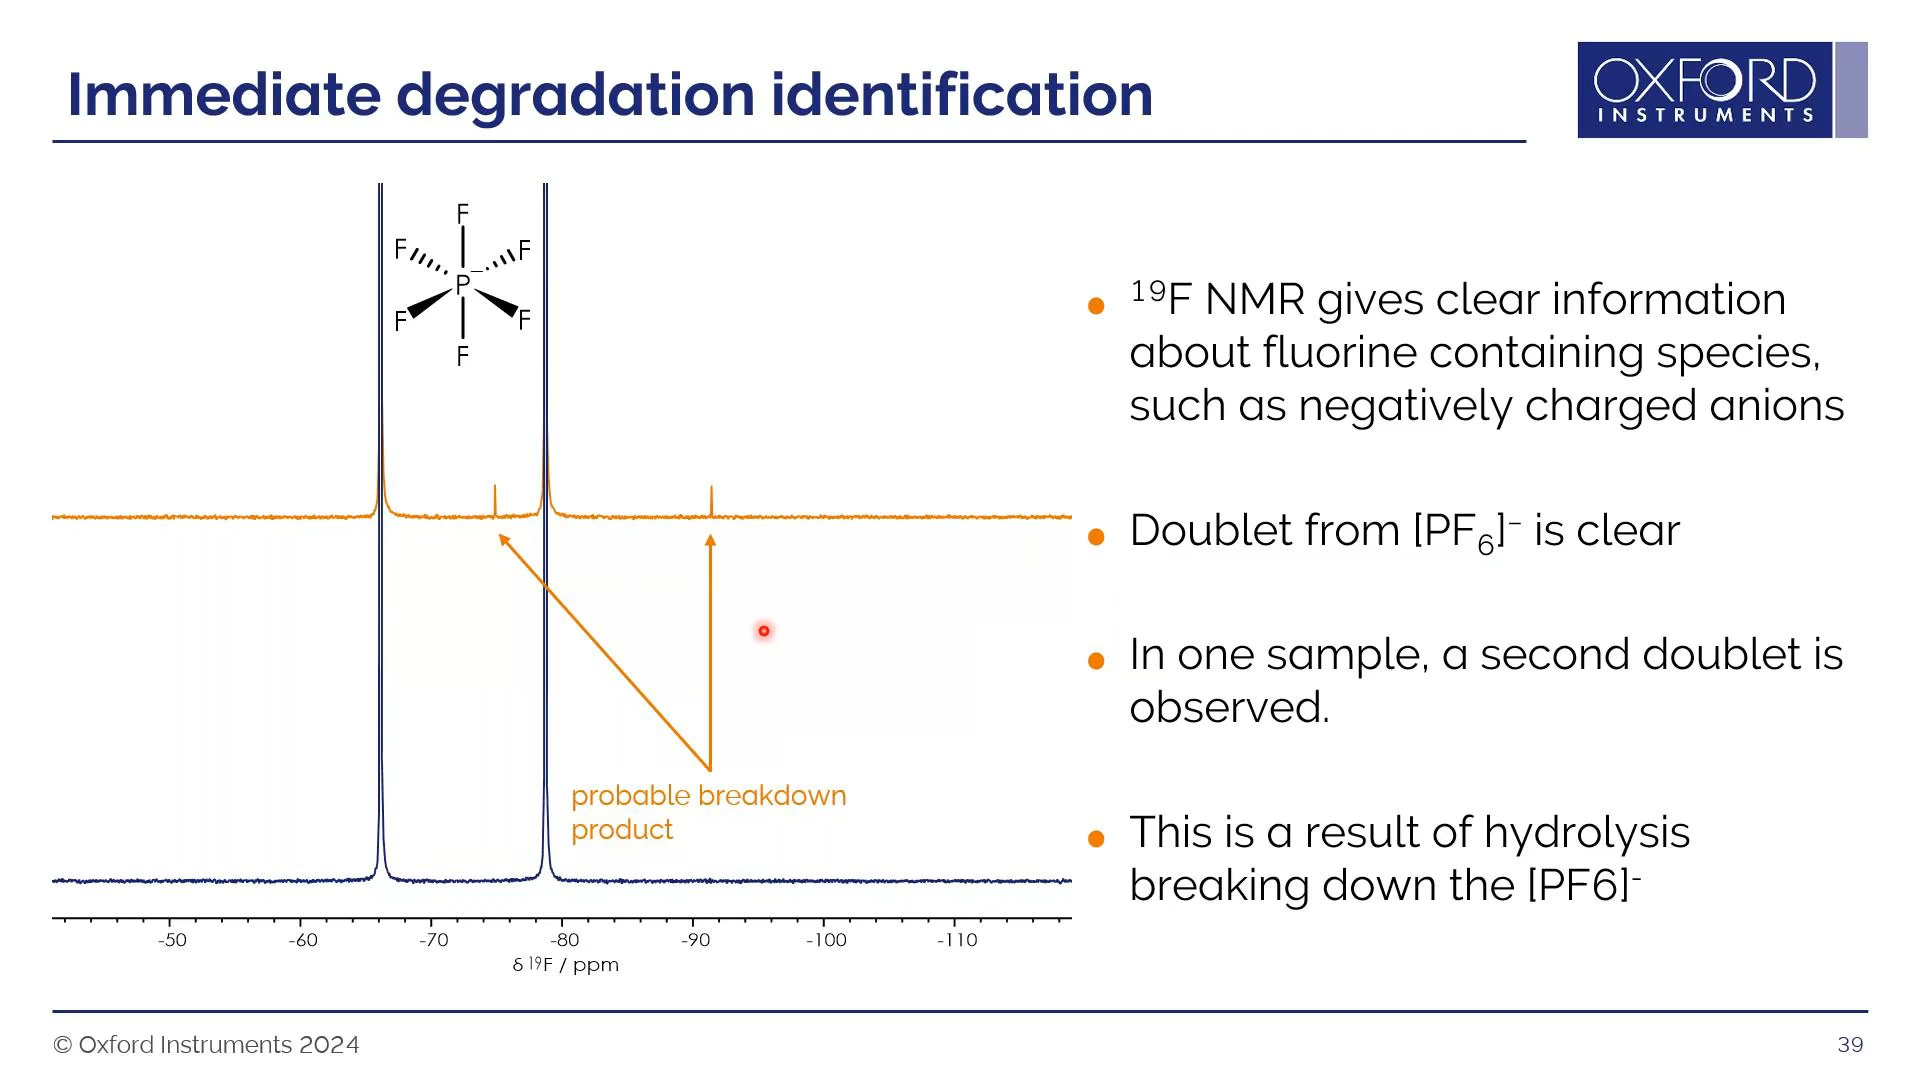 Immediate degradation identification
OXFORD
INSTRUMENTS
F
F F
P⁻
F F
F
¹⁹F NMR gives clear information
about fluorine containing species,
such as negatively charged anions
Doublet from [PF₆]⁻ is clear
In one sample, a second doublet is
observed.
This is a result of hydrolysis
breaking down the [PF6]⁻
probable breakdown
product
-50 -60 -70 -80 -90 -100 -110
δ ¹⁹F / ppm
© Oxford Instruments 2024
39